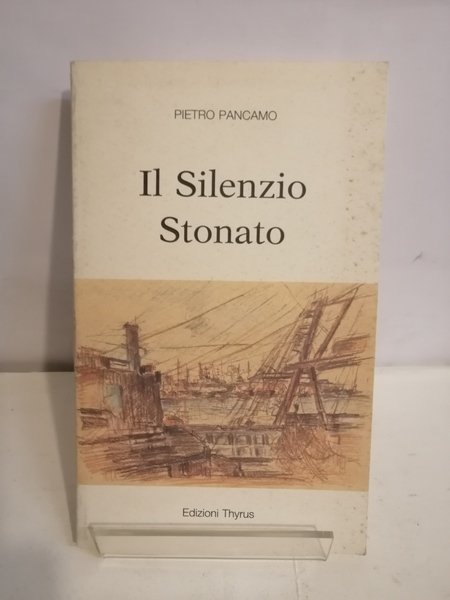 PIETRO PANCAMO
Il Silenzio
Stonato
Edizioni Thyrus